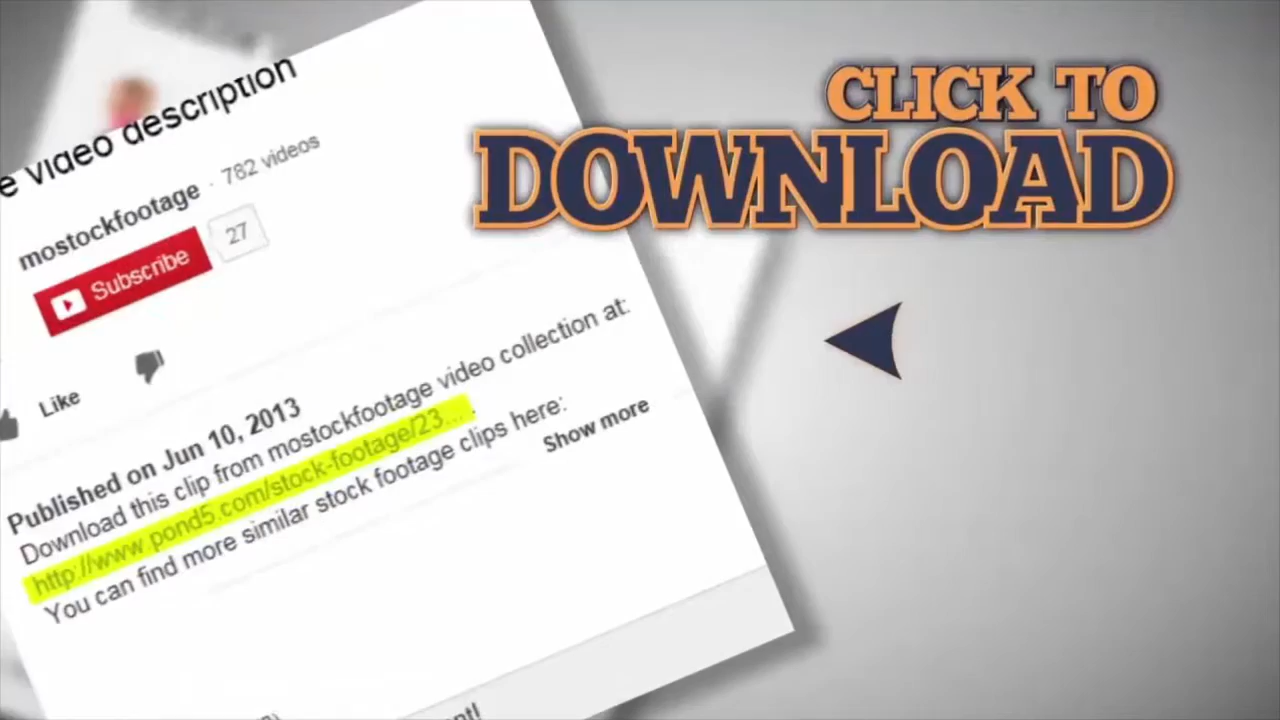 CLICK TO
DOWNLOAD
e video description
mostockfootage · 782 videos
Subscribe 27
Like
Published on Jun 10, 2013
Download this clip from mostockfootage video collection at:
http://www.pond5.com/stock-footage/23... .
You can find more similar stock footage clips here:
Show more